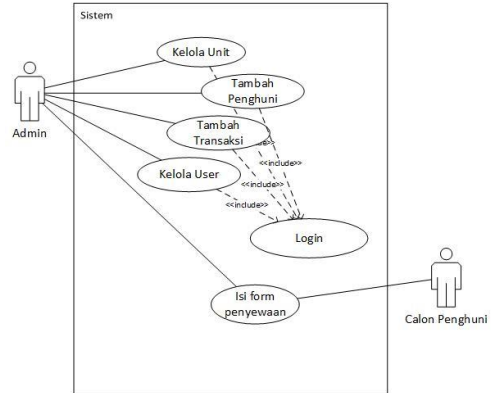 Sistem
Kelola Unit
Tambah
Penghuni
Admin
Tambah
Transaksi
<<include>>
Kelola User
<<include>>
<<include>>
Login
Isi form
penyewaan
Calon Penghuni